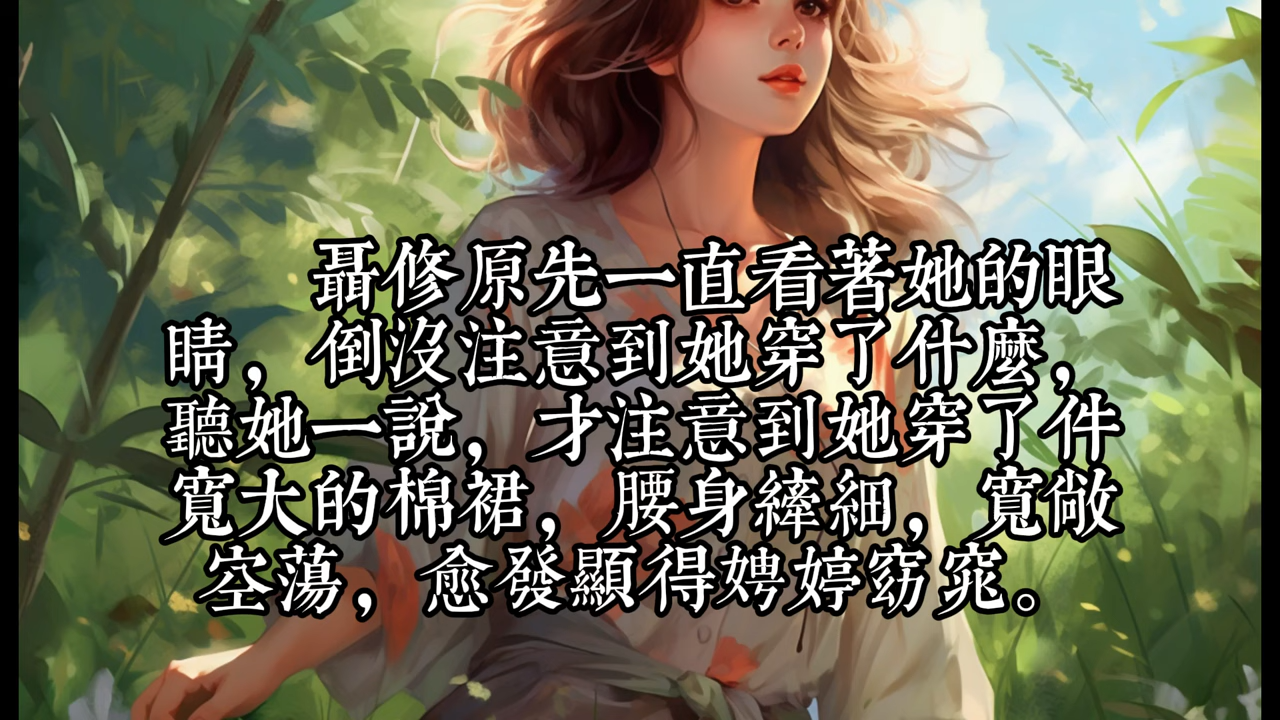 聶修原先一直看著她的眼
睛，倒沒注意到她穿了什麼，
聽她一說，才注意到她穿了件
寬大的棉裙，腰身縴細，寬敞
空蕩，愈發顯得娉婷窈窕。